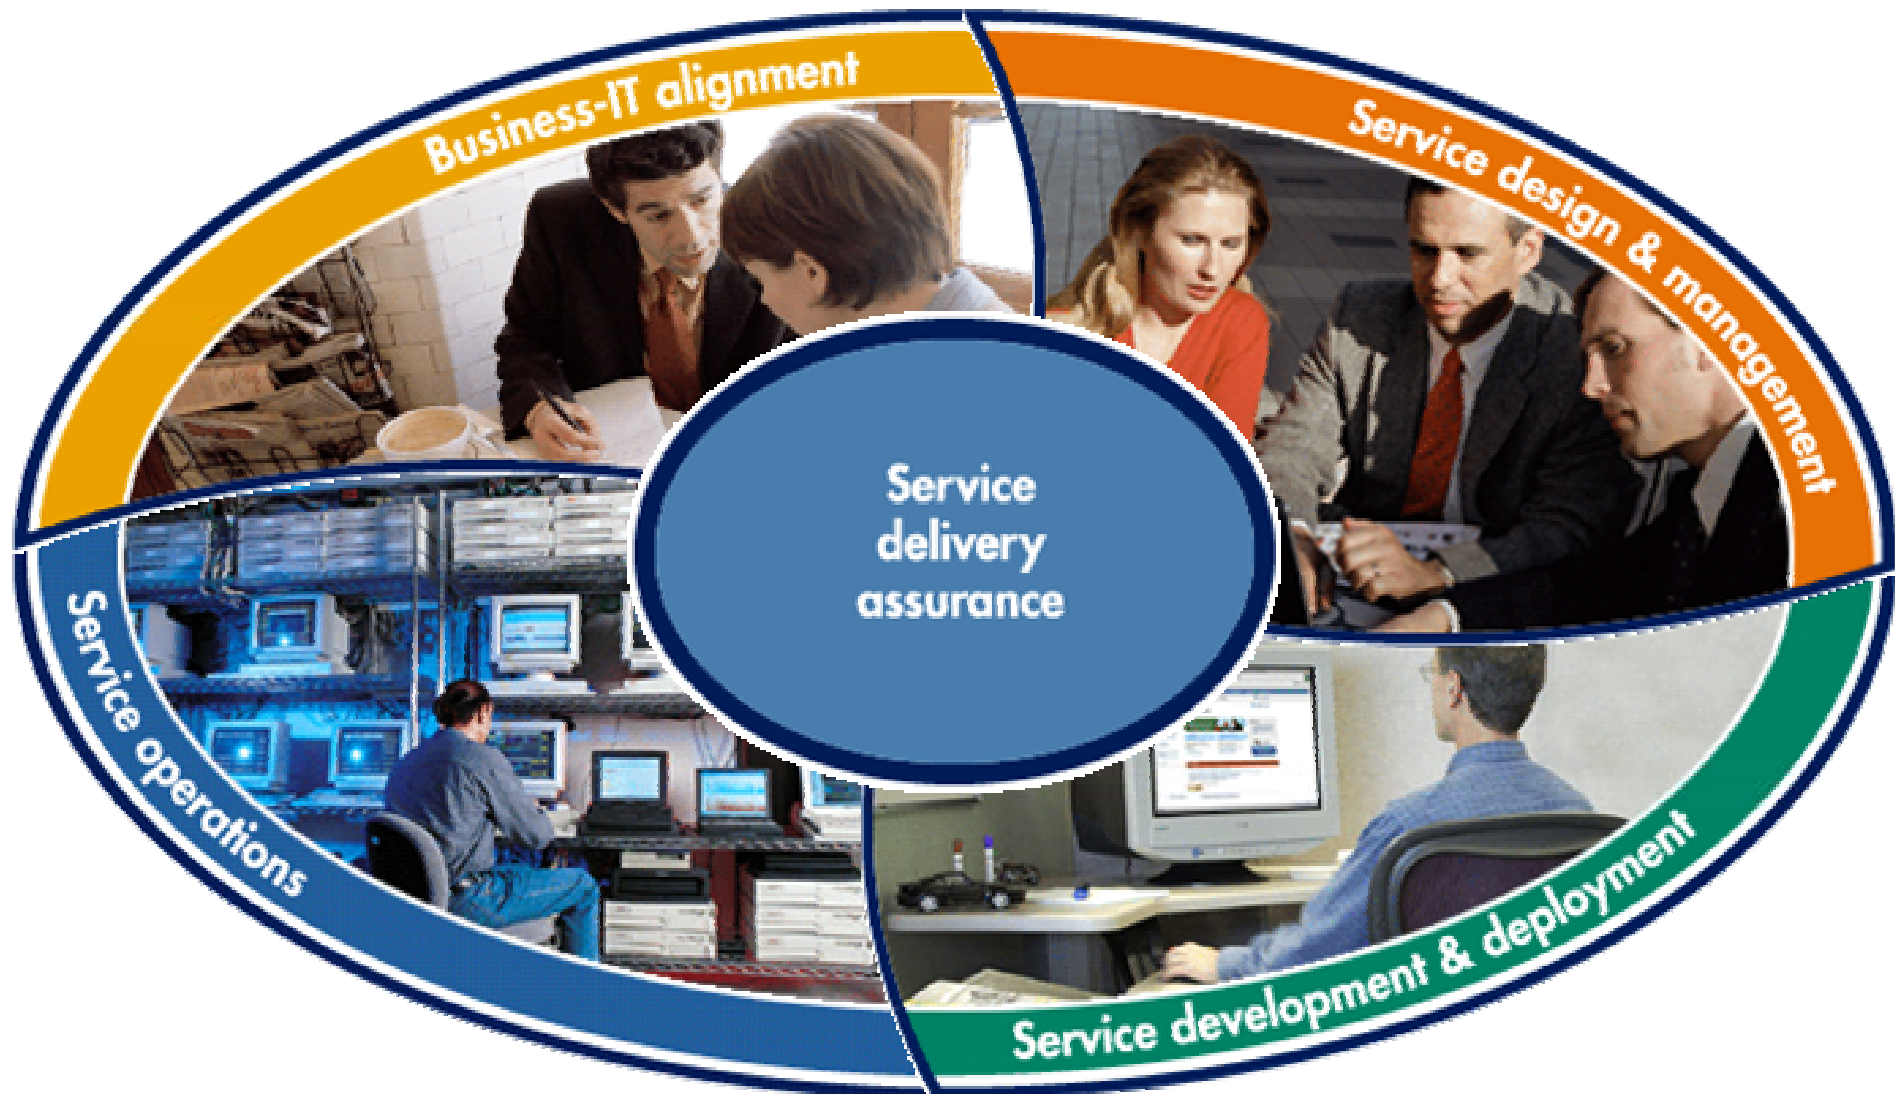 Business-IT alignment
Service design & management
Service
delivery
assurance
Service operations
Service development & deployment